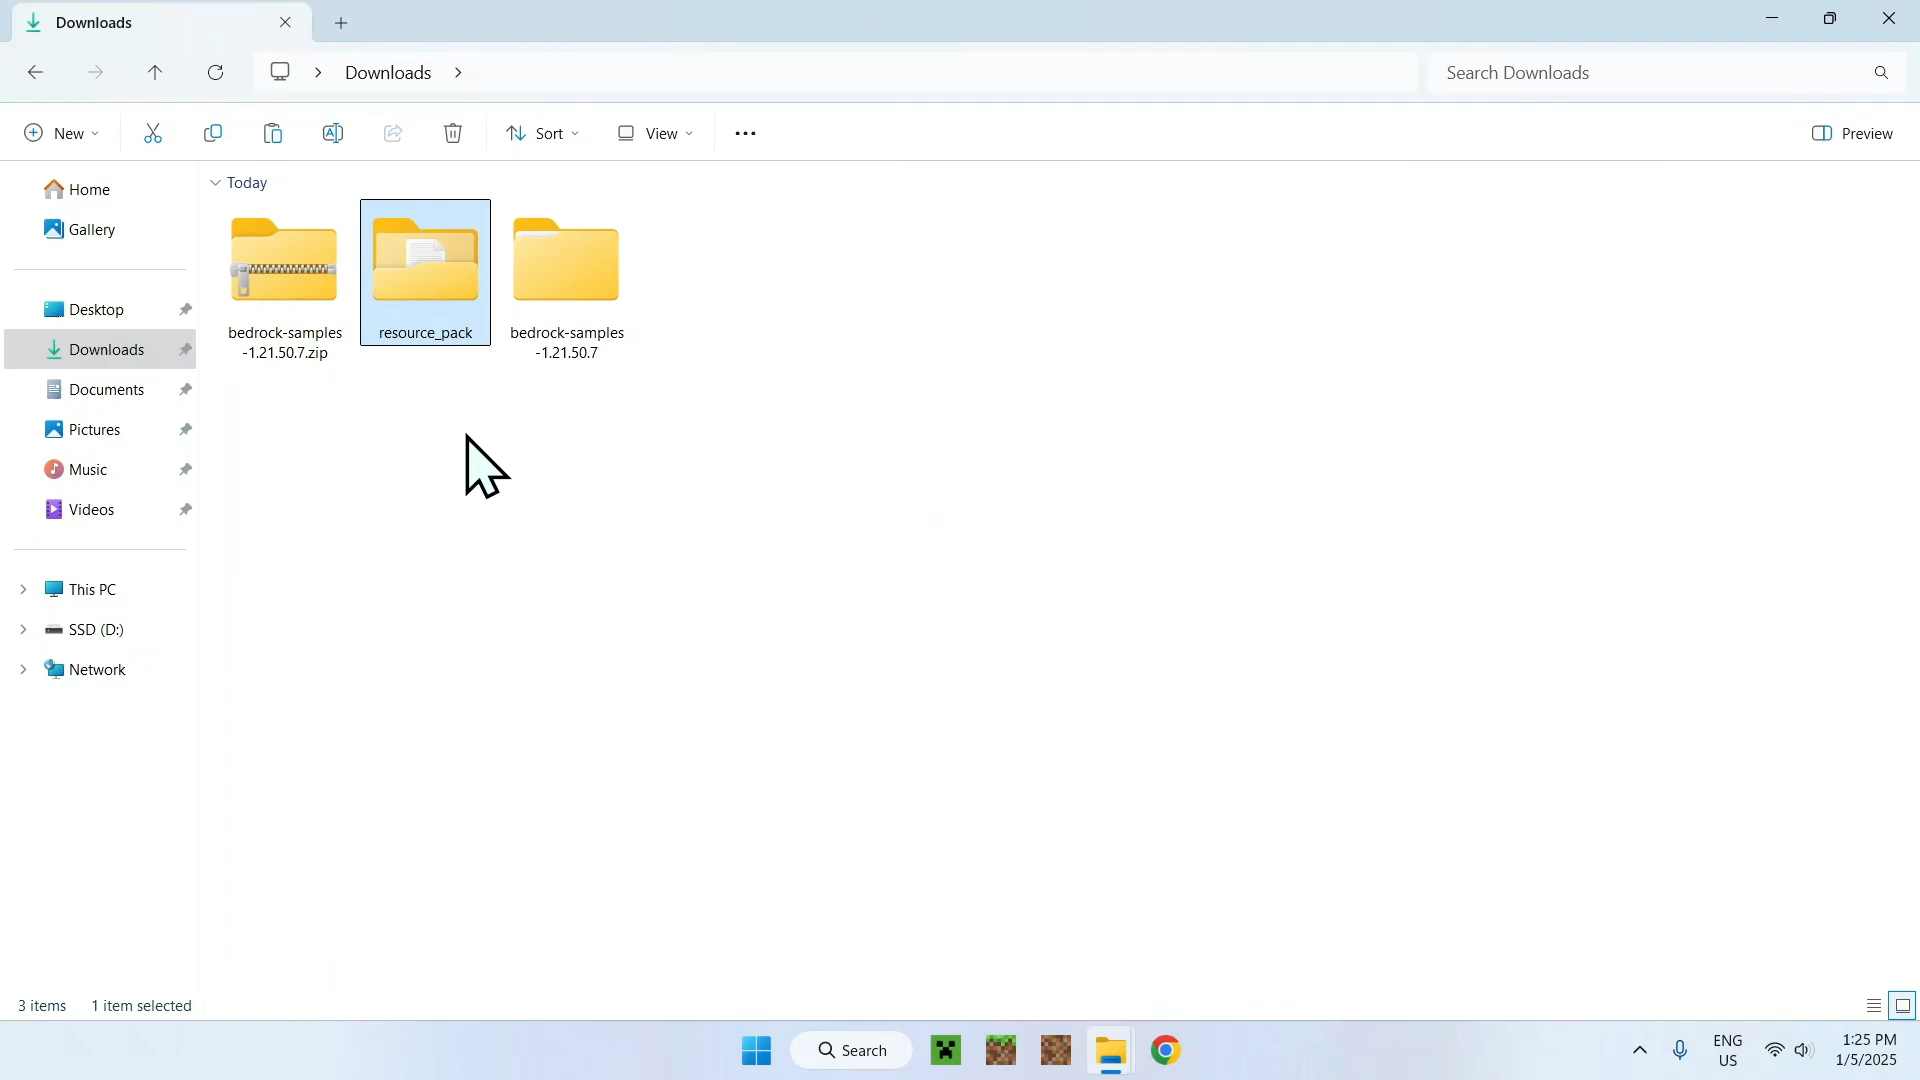 Downloads
Downloads
Search Downloads
New
Sort
View
Preview
Home
Gallery
Desktop
Downloads
Documents
Pictures
Music
Videos
This PC
SSD (D:)
Network
Today
bedrock-samples
-1.21.50.7.zip
resource_pack
bedrock-samples
-1.21.50.7
3 items 1 item selected
Search
ENG
US
1:25 PM
1/5/2025